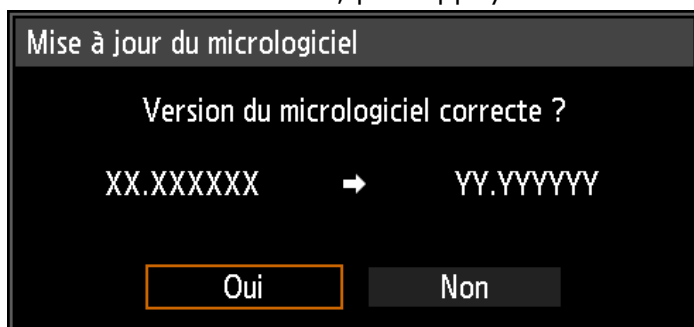 Mise à jour du micrologiciel
Version du micrologiciel correcte ?
XX.XXXXXX ➡ YY.YYYYYY
Oui Non